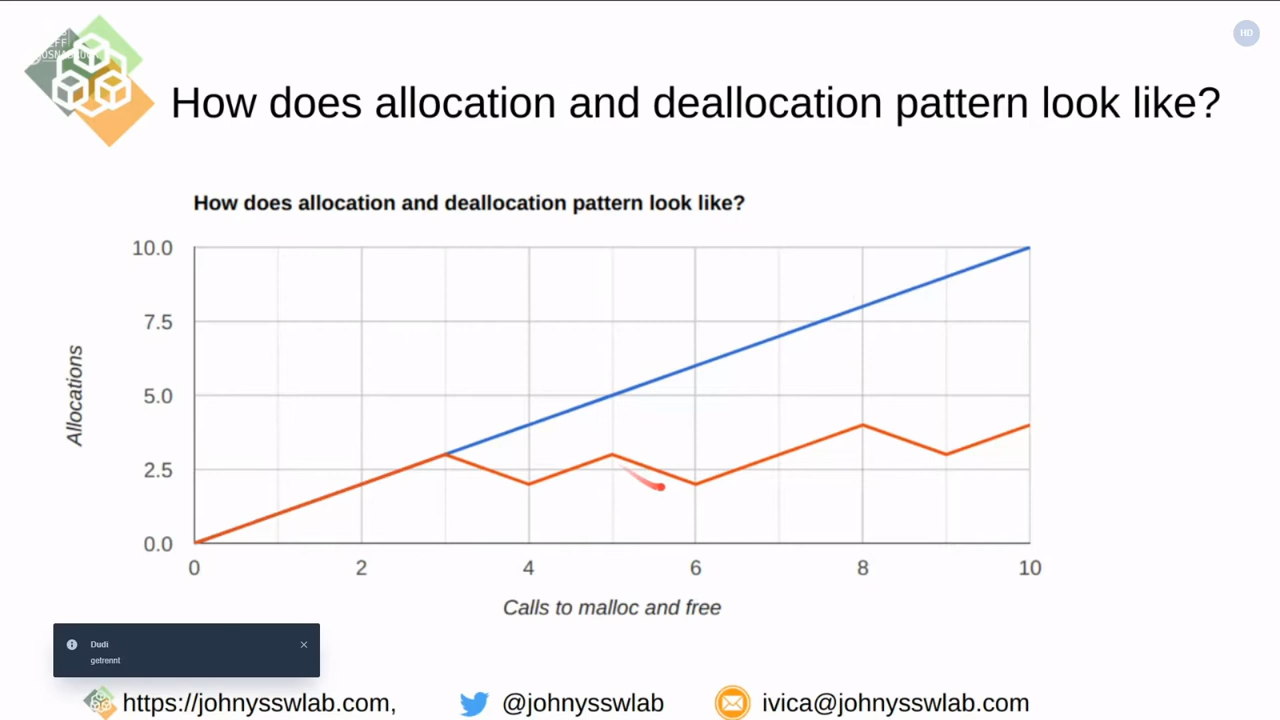 HD
How does allocation and deallocation pattern look like?
How does allocation and deallocation pattern look like?
10.0
7.5
5.0
2.5
0.0
Allocations
0 2 4 6 8 10
Calls to malloc and free
Dudi
getrennt
https://johnysswlab.com,
@johnysswlab
ivica@johnysswlab.com